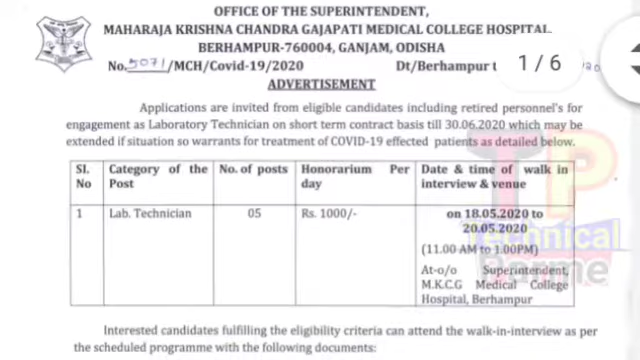 OFFICE OF THE SUPERINTENDENT,
MAHARAJA KRISHNA CHANDRA GAJAPATI MEDICAL COLLEGE HOSPITAL
BERHAMPUR-760004, GANJAM, ODISHA
No. 5071/MCH/Covid-19/2020 Dt/Berhampur t
1 / 6
ADVERTISEMENT
Applications are invited from eligible candidates including retired personnel's for
engagement as Laboratory Technician on short term contract basis till 30.06.2020 which may be
extended if situation so warrants for treatment of COVID-19 effected patients as detailed below.
Sl. No Category of the Post No. of posts Honorarium Per day Date & time of walk in interview & venue
1 Lab. Technician 05 Rs. 1000/- on 18.05.2020 to
20.05.2020
(11.00 AM to 1.00PM)
At-o/o Superintendent,
M.K.C.G Medical College
Hospital, Berhampur
TP
Technical
Parme
Interested candidates fulfilling the eligibility criteria can attend the walk-in-interview as per
the scheduled programme with the following documents: